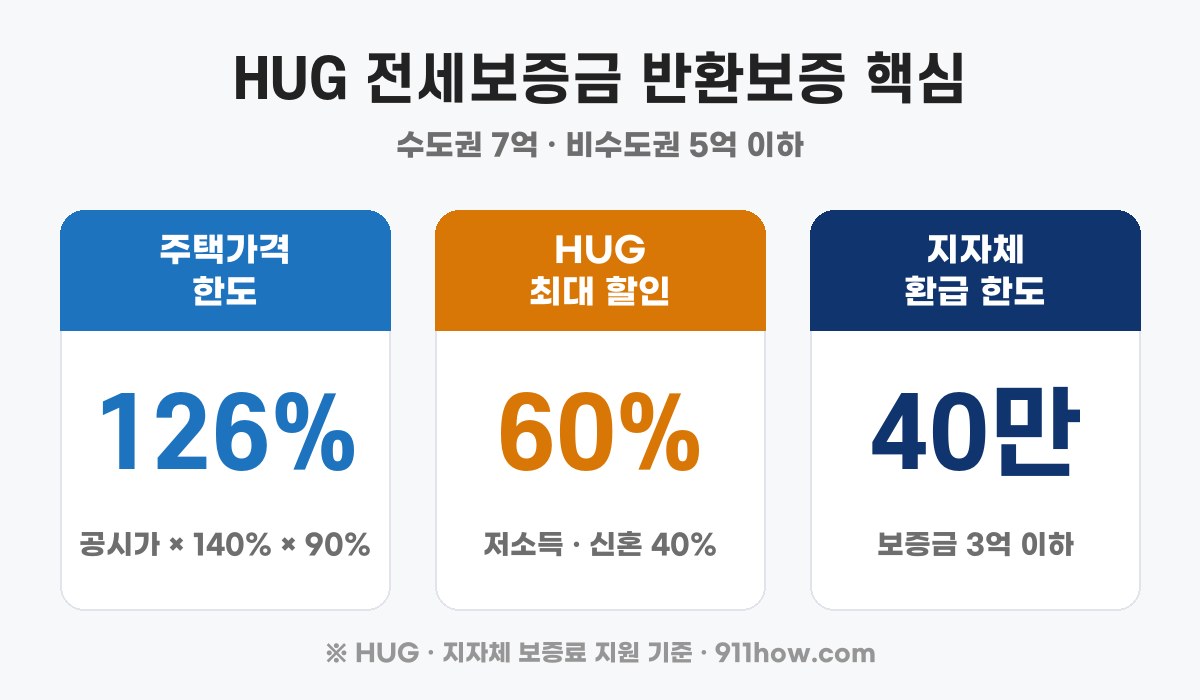 HUG 전세보증금 반환보증 핵심
수도권 7억 · 비수도권 5억 이하
주택가격
한도
126%
공시가 × 140% × 90%
HUG
최대 할인
60%
저소득 · 신혼 40%
지자체
환급 한도
40만
보증금 3억 이하
※ HUG · 지자체 보증료 지원 기준 · 911how.com